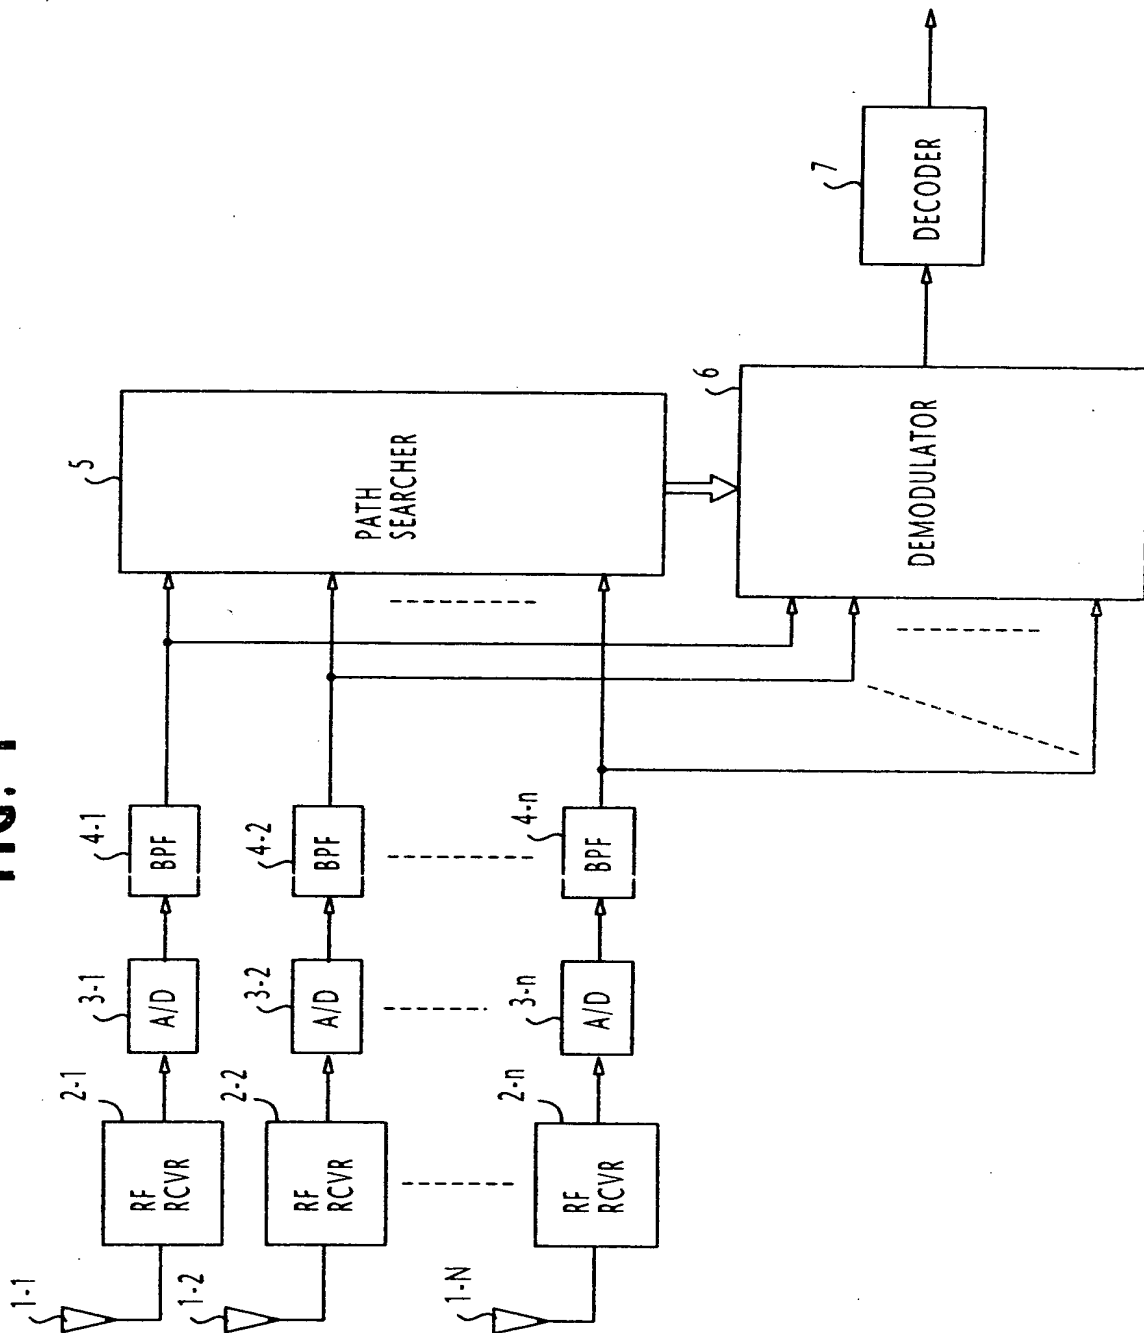 FIG. 1
1-1
2-1
3-1
4-1
5
RF
RCVR
A/D
BPF
1-2
2-2
3-2
4-2
RF
RCVR
A/D
BPF
PATH
SEARCHER
1-N
2-n
3-n
4-n
RF
RCVR
A/D
BPF
6
DEMODULATOR
7
DECODER